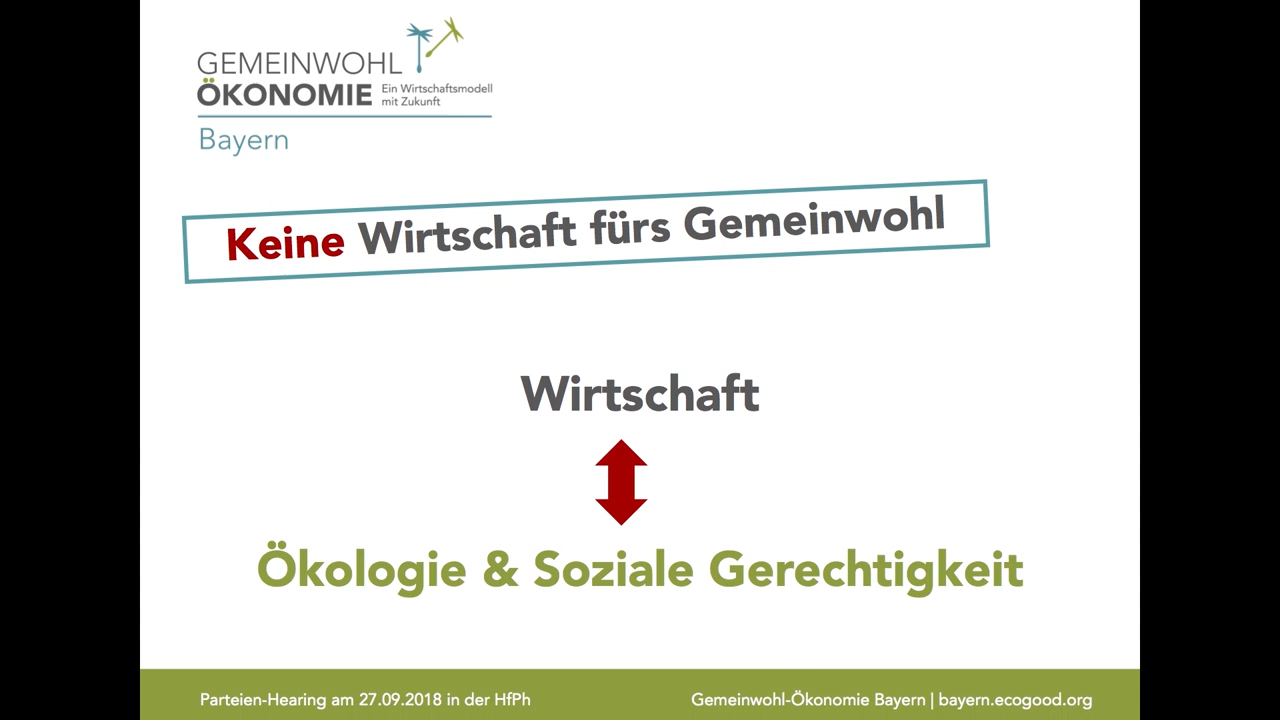 GEMEINWOHL
ÖKONOMIE Ein Wirtschaftsmodell
mit Zukunft
Bayern
Keine Wirtschaft fürs Gemeinwohl
Wirtschaft
Ökologie & Soziale Gerechtigkeit
Parteien-Hearing am 27.09.2018 in der HfPh
Gemeinwohl-Ökonomie Bayern | bayern.ecogood.org